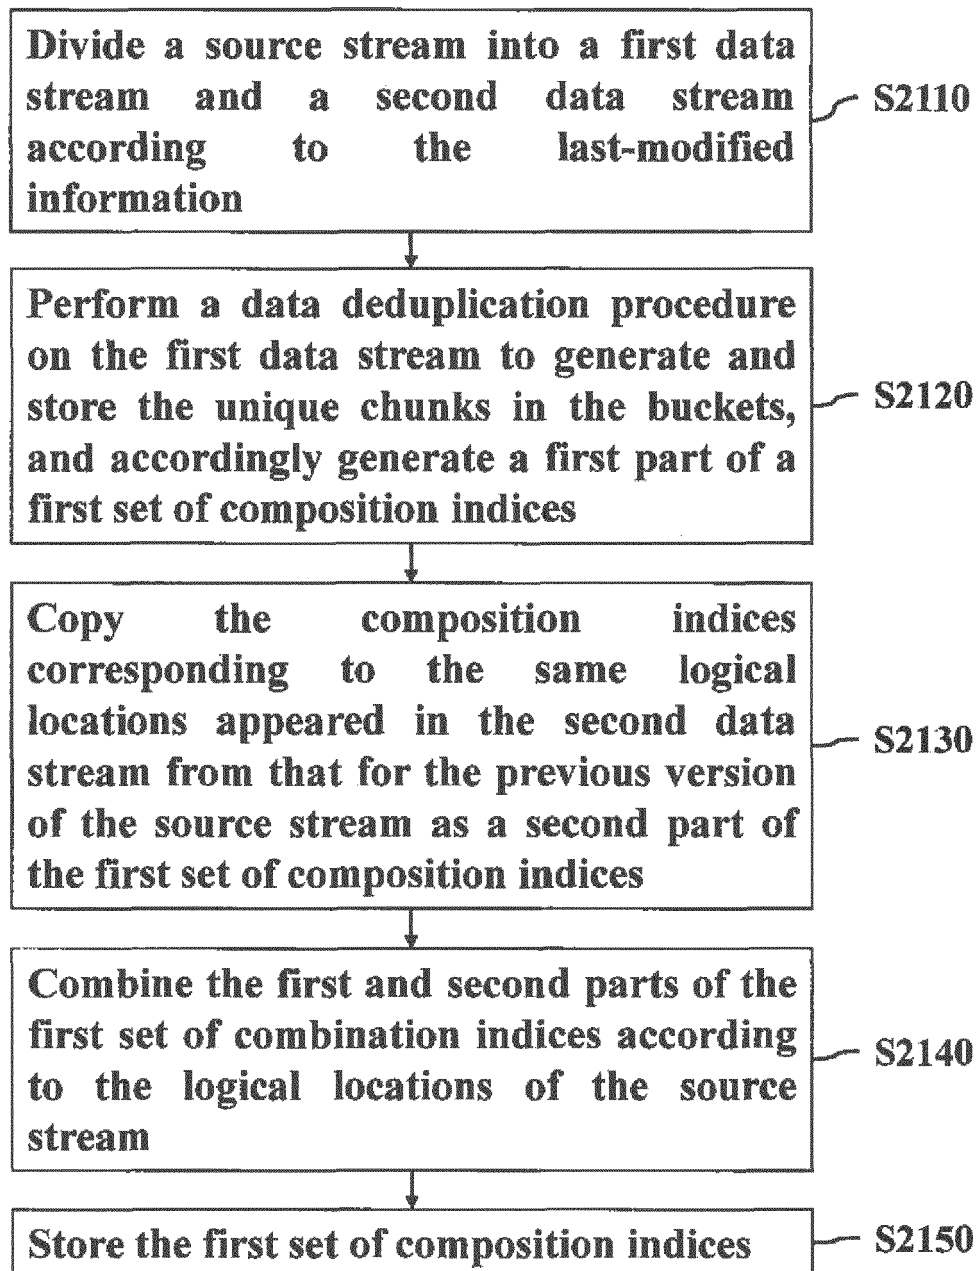 Divide a source stream into a first data
stream and a second data stream
according to the last-modified
information
S2110
Perform a data deduplication procedure
on the first data stream to generate and
store the unique chunks in the buckets,
and accordingly generate a first part of a
first set of composition indices
S2120
Copy the composition indices
corresponding to the same logical
locations appeared in the second data
stream from that for the previous version
of the source stream as a second part of
the first set of composition indices
S2130
Combine the first and second parts of the
first set of combination indices according
to the logical locations of the source
stream
S2140
Store the first set of composition indices
S2150